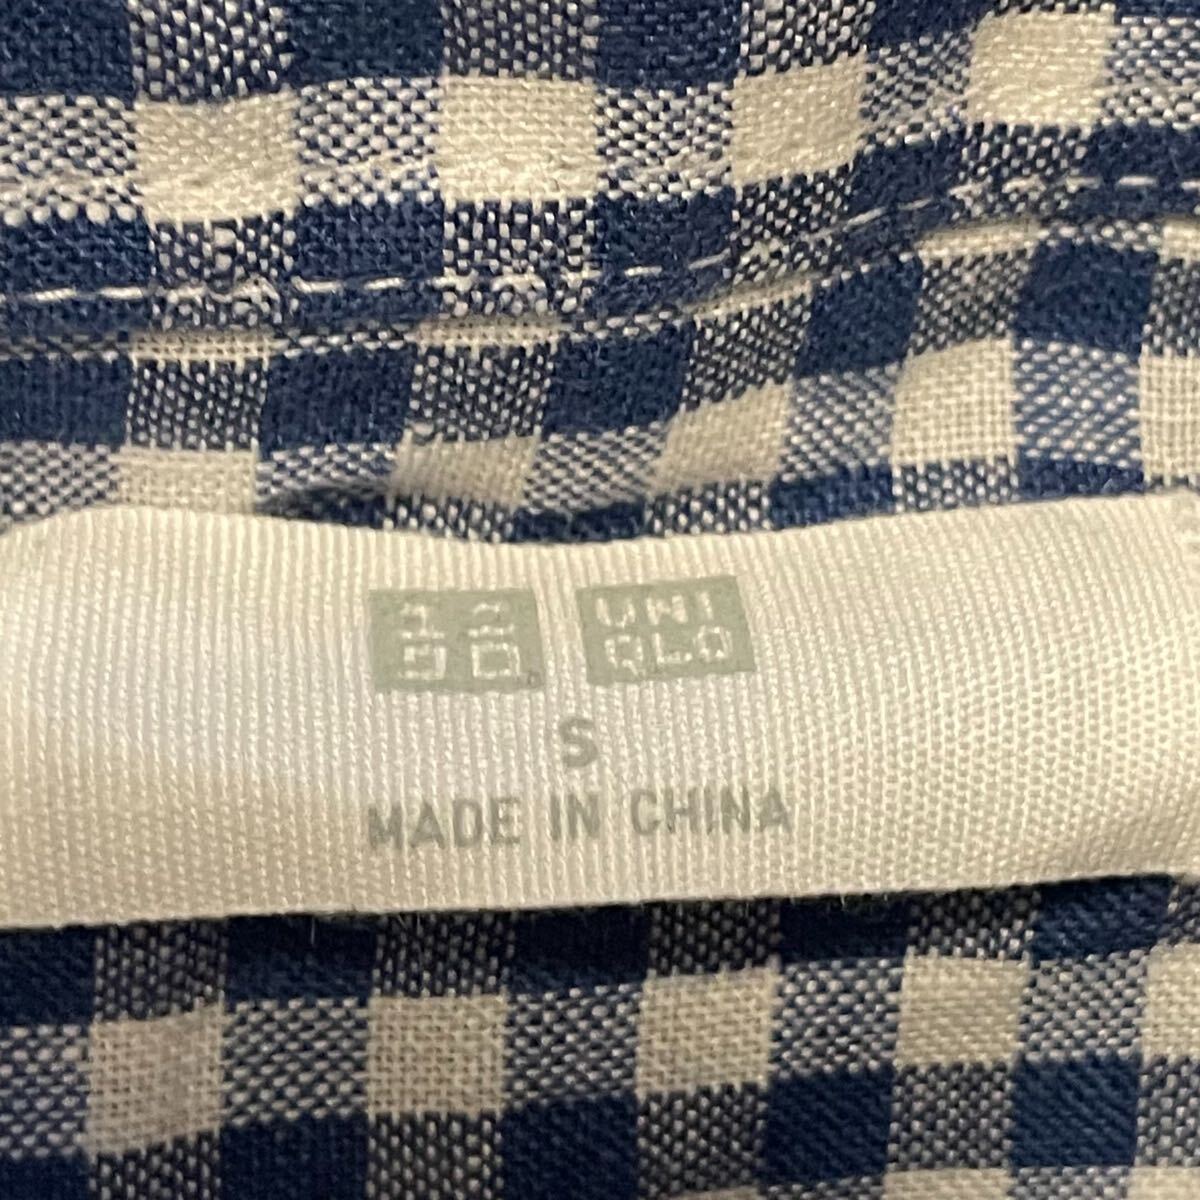 ユニ UNI
クロ QLO
S
MADE IN CHINA